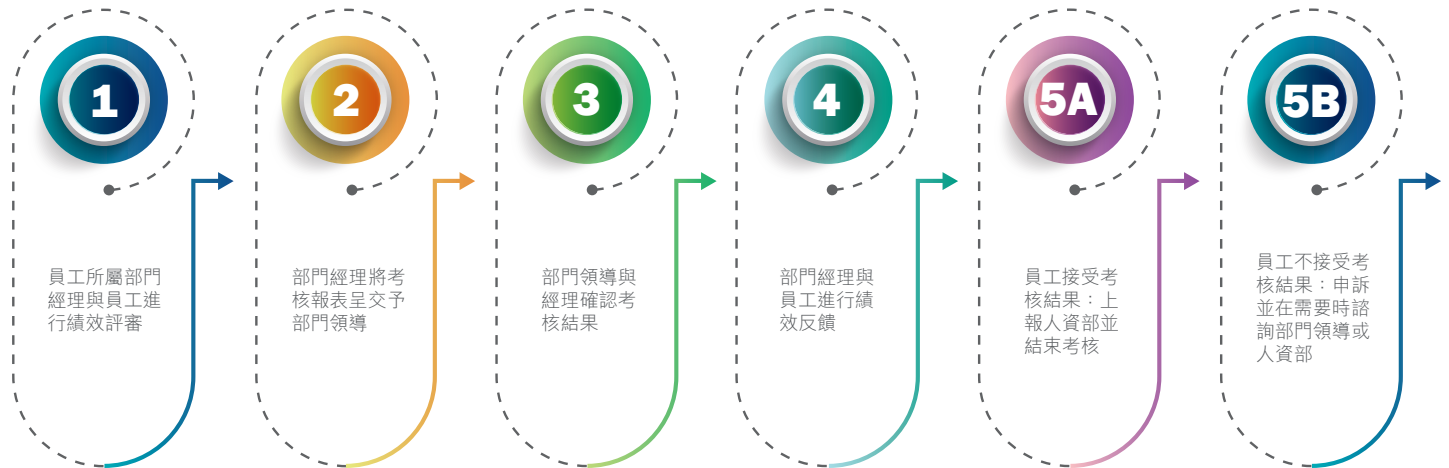 1
員工所屬部門
經理與員工進
行績效評審
2
部門經理將考
核報表呈交予
部門領導
3
部門領導與
經理確認考
核結果
4
部門經理與
員工進行績
效反饋
5A
員工接受考
核結果：上
報人資部並
結束考核
5B
員工不接受考
核結果：申訴
並在需要時諮
詢部門領導或
人資部